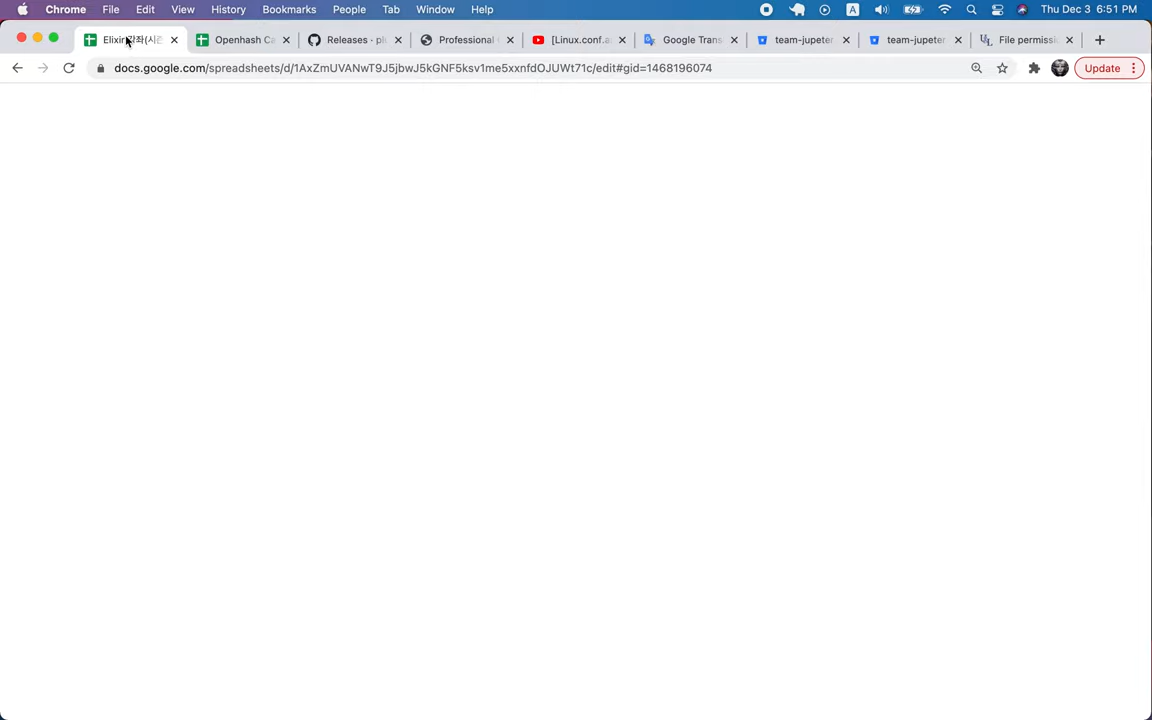 Chrome File Edit View History Bookmarks People Tab Window Help A Thu Dec 3 6:51 PM
Elixir Openhash Ca Releases · pl Professional [Linux.conf.a Google Trans team-jupeter team-jupeter File permissi
docs.google.com/spreadsheets/d/1AxZmUVANwT9J5jbwJ5kGNF5ksv1me5xxnfdOJUWt71c/edit#gid=1468196074 Update